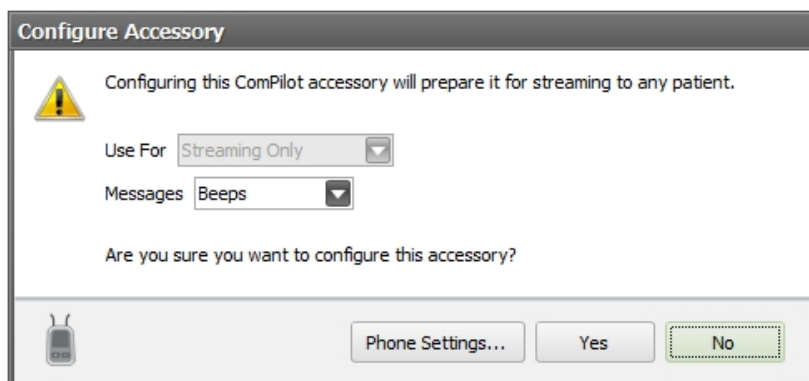 Configure Accessory
Configuring this ComPilot accessory will prepare it for streaming to any patient.
Use For Streaming Only
Messages Beeps
Are you sure you want to configure this accessory?
Phone Settings... Yes No